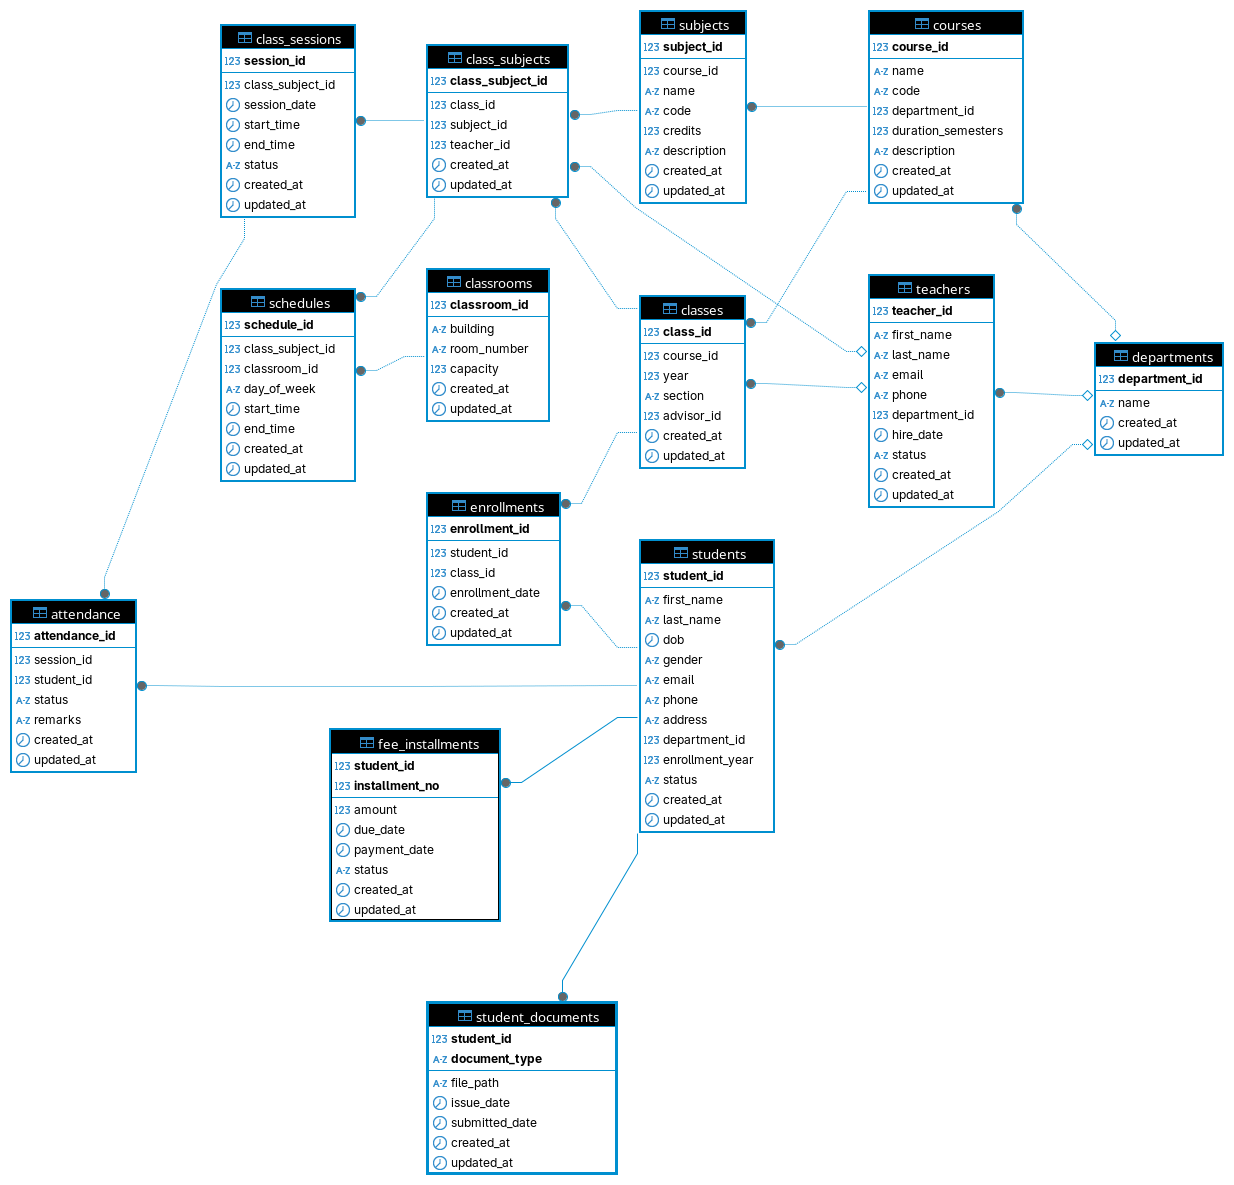 class_sessions
123 session_id
123 class_subject_id
session_date
start_time
end_time
A-Z status
created_at
updated_at
class_subjects
123 class_subject_id
123 class_id
123 subject_id
123 teacher_id
created_at
updated_at
subjects
123 subject_id
123 course_id
A-Z name
A-Z code
123 credits
A-Z description
created_at
updated_at
courses
123 course_id
A-Z name
A-Z code
123 department_id
123 duration_semesters
A-Z description
created_at
updated_at
schedules
123 schedule_id
123 class_subject_id
123 classroom_id
A-Z day_of_week
start_time
end_time
created_at
updated_at
classrooms
123 classroom_id
A-Z building
A-Z room_number
123 capacity
created_at
updated_at
classes
123 class_id
123 course_id
123 year
A-Z section
123 advisor_id
created_at
updated_at
teachers
123 teacher_id
A-Z first_name
A-Z last_name
A-Z email
A-Z phone
123 department_id
hire_date
A-Z status
created_at
updated_at
departments
123 department_id
A-Z name
created_at
updated_at
enrollments
123 enrollment_id
123 student_id
123 class_id
enrollment_date
created_at
updated_at
students
123 student_id
A-Z first_name
A-Z last_name
dob
A-Z gender
A-Z email
A-Z phone
A-Z address
123 department_id
123 enrollment_year
A-Z status
created_at
updated_at
attendance
123 attendance_id
123 session_id
123 student_id
A-Z status
A-Z remarks
created_at
updated_at
fee_installments
123 student_id
123 installment_no
123 amount
due_date
payment_date
A-Z status
created_at
updated_at
student_documents
123 student_id
A-Z document_type
A-Z file_path
issue_date
submitted_date
created_at
updated_at